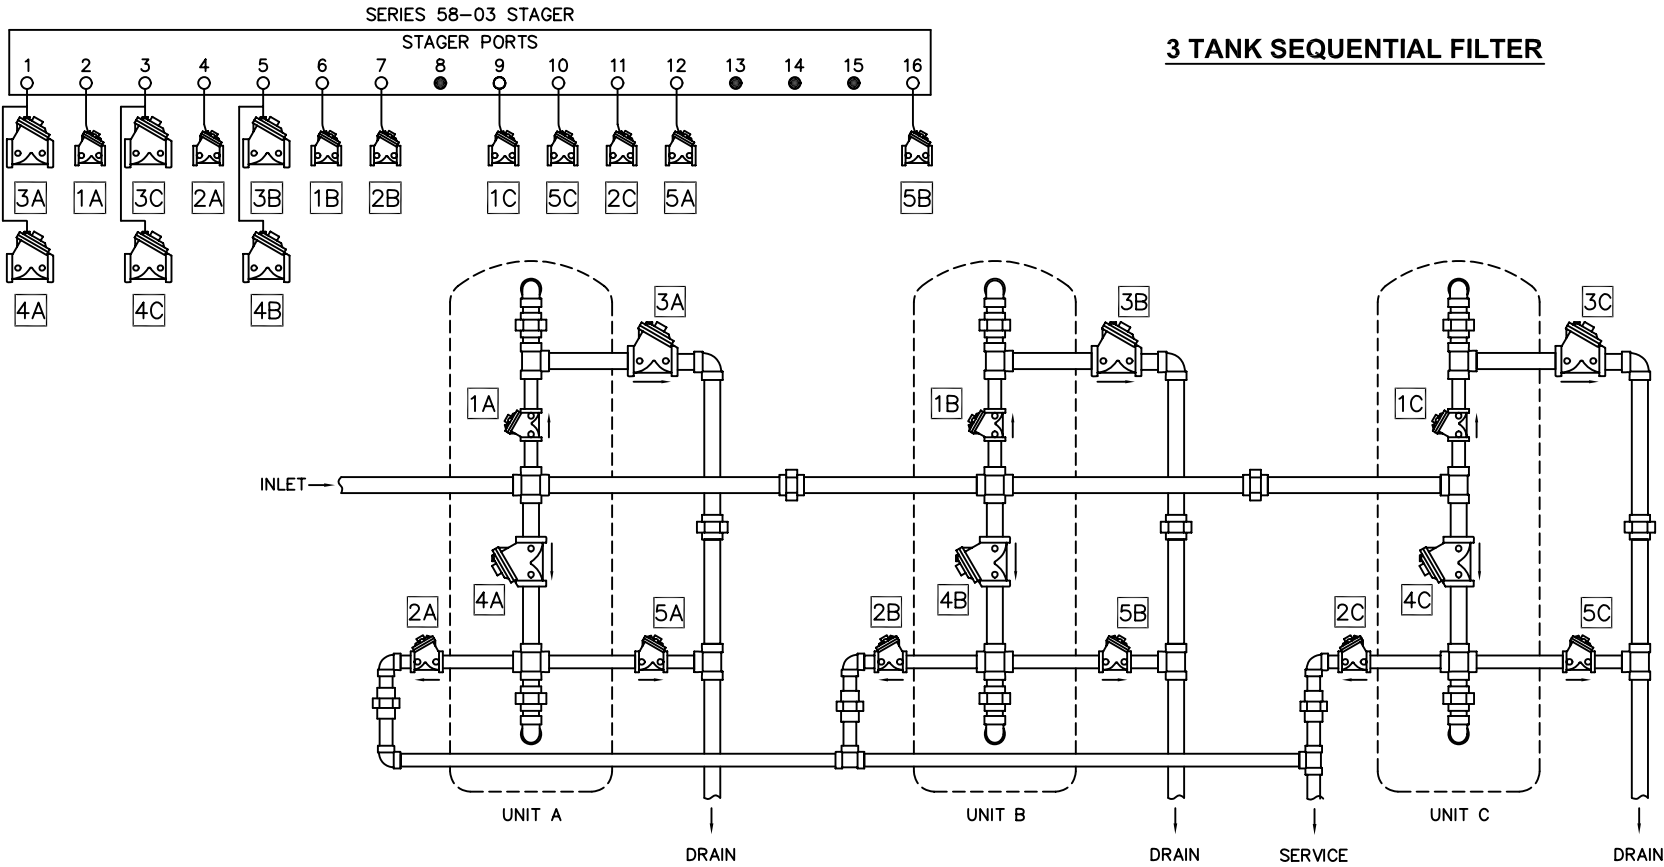 SERIES 58-03 STAGER
3 TANK SEQUENTIAL FILTER
STAGER PORTS
1 2 3 4 5 6 7 8 9 10 11 12 13 14 15 16
3A 1A 3C 2A 3B 1B 2B 1C 5C 2C 5A 5B
4A 4C 4B
3A 3B 3C
1A 1B 1C
INLET
4A 4B 4C
2A 5A 2B 5B 2C 5C
UNIT A UNIT B UNIT C
DRAIN DRAIN SERVICE DRAIN